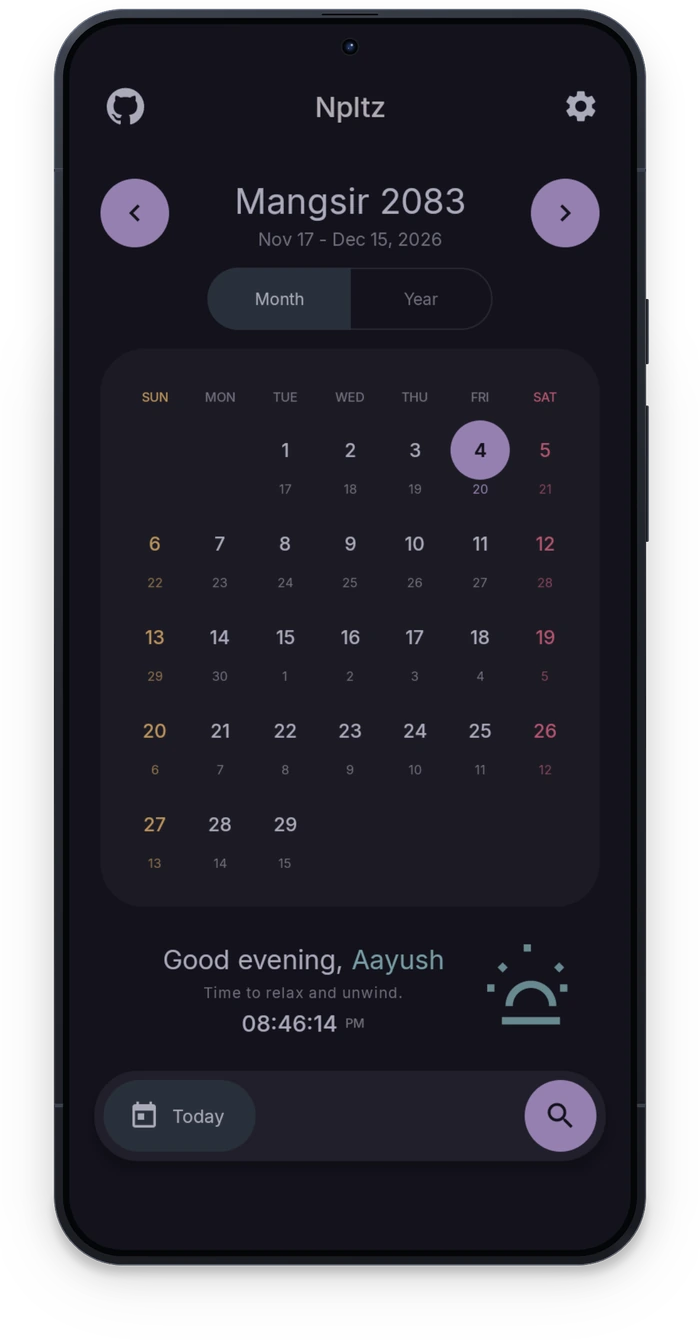 Npltz
Mangsir 2083
Nov 17 - Dec 15, 2026
Month Year
SUN MON TUE WED THU FRI SAT
1 2 3 4 5
17 18 19 20 21
6 7 8 9 10 11 12
22 23 24 25 26 27 28
13 14 15 16 17 18 19
29 30 1 2 3 4 5
20 21 22 23 24 25 26
6 7 8 9 10 11 12
27 28 29
13 14 15
Good evening, Aayush
Time to relax and unwind.
08:46:14 PM
Today